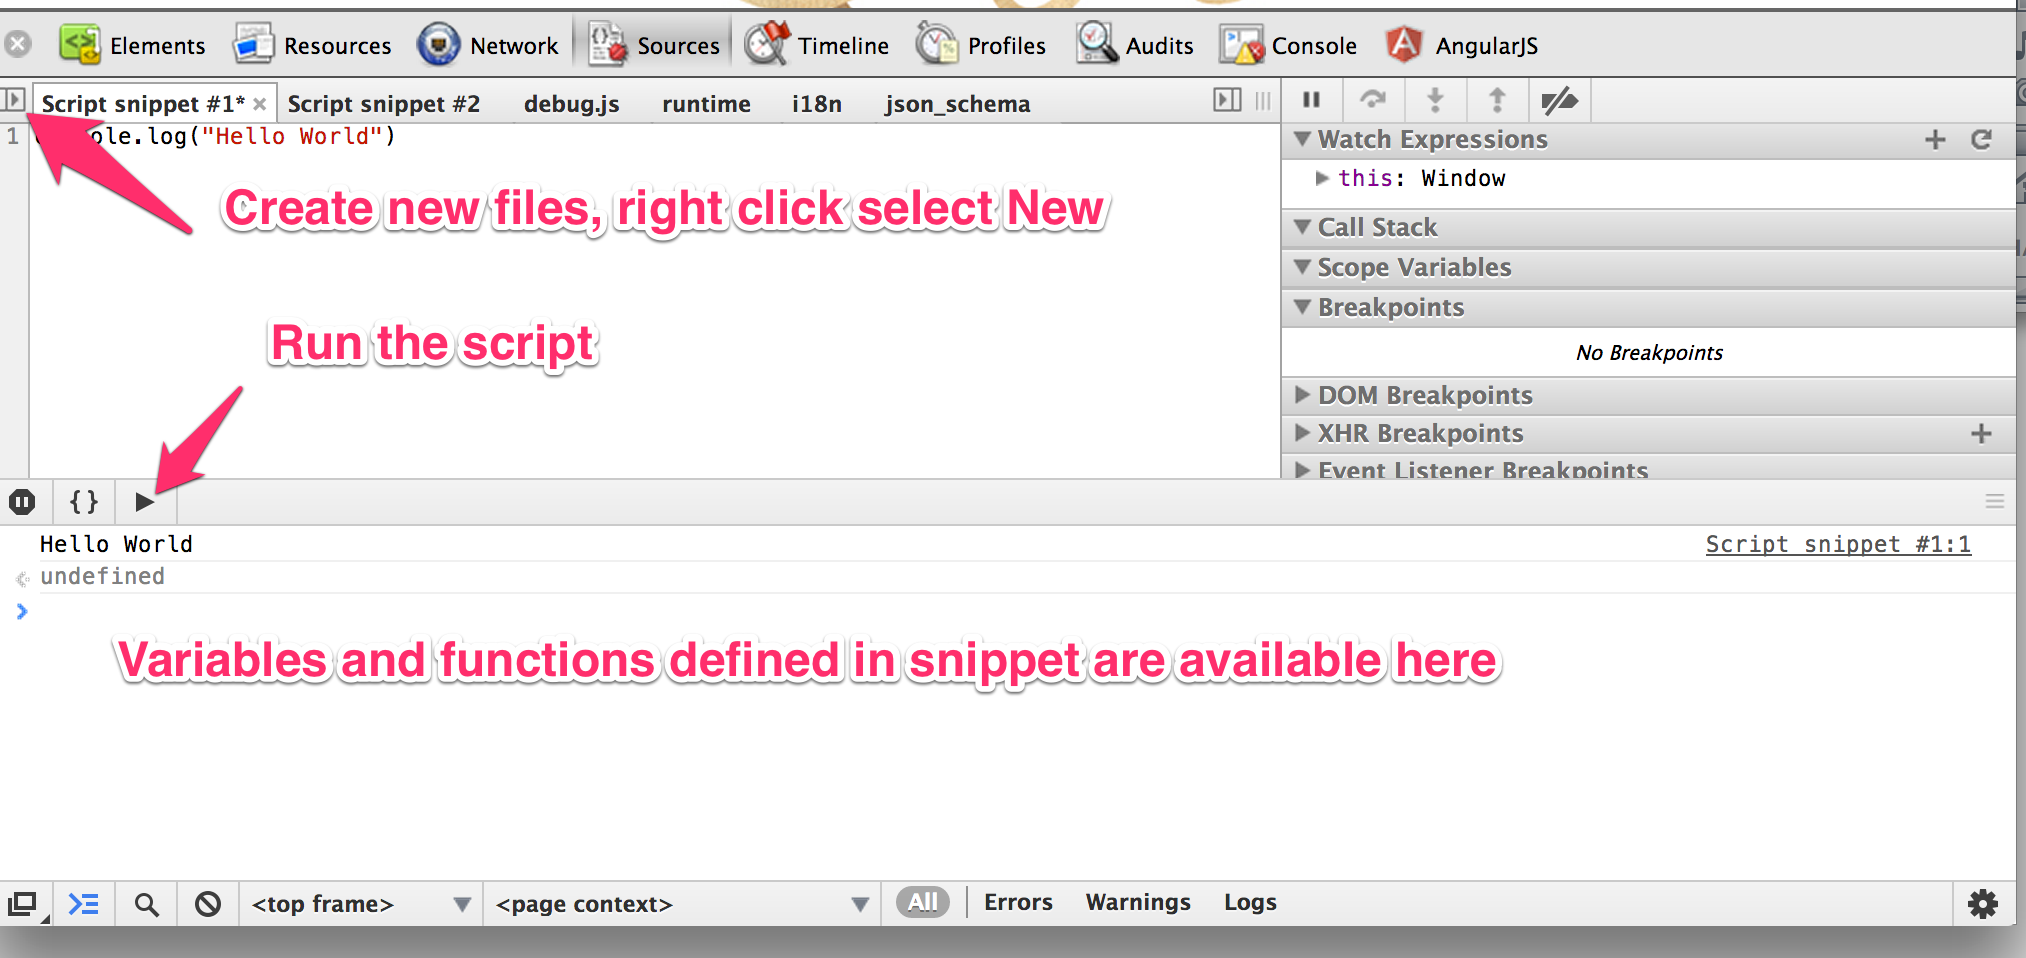 Elements Resources Network Sources Timeline Profiles Audits Console AngularJS
Script snippet #1* × Script snippet #2 debug.js runtime i18n json_schema
1 ole.log("Hello World")
Create new files, right click select New
Run the script
Watch Expressions
this: Window
Call Stack
Scope Variables
Breakpoints
No Breakpoints
DOM Breakpoints
XHR Breakpoints
Event Listener Breakpoints
{}
Hello World Script snippet #1:1
undefined
Variables and functions defined in snippet are available here
<top frame> <page context> All Errors Warnings Logs